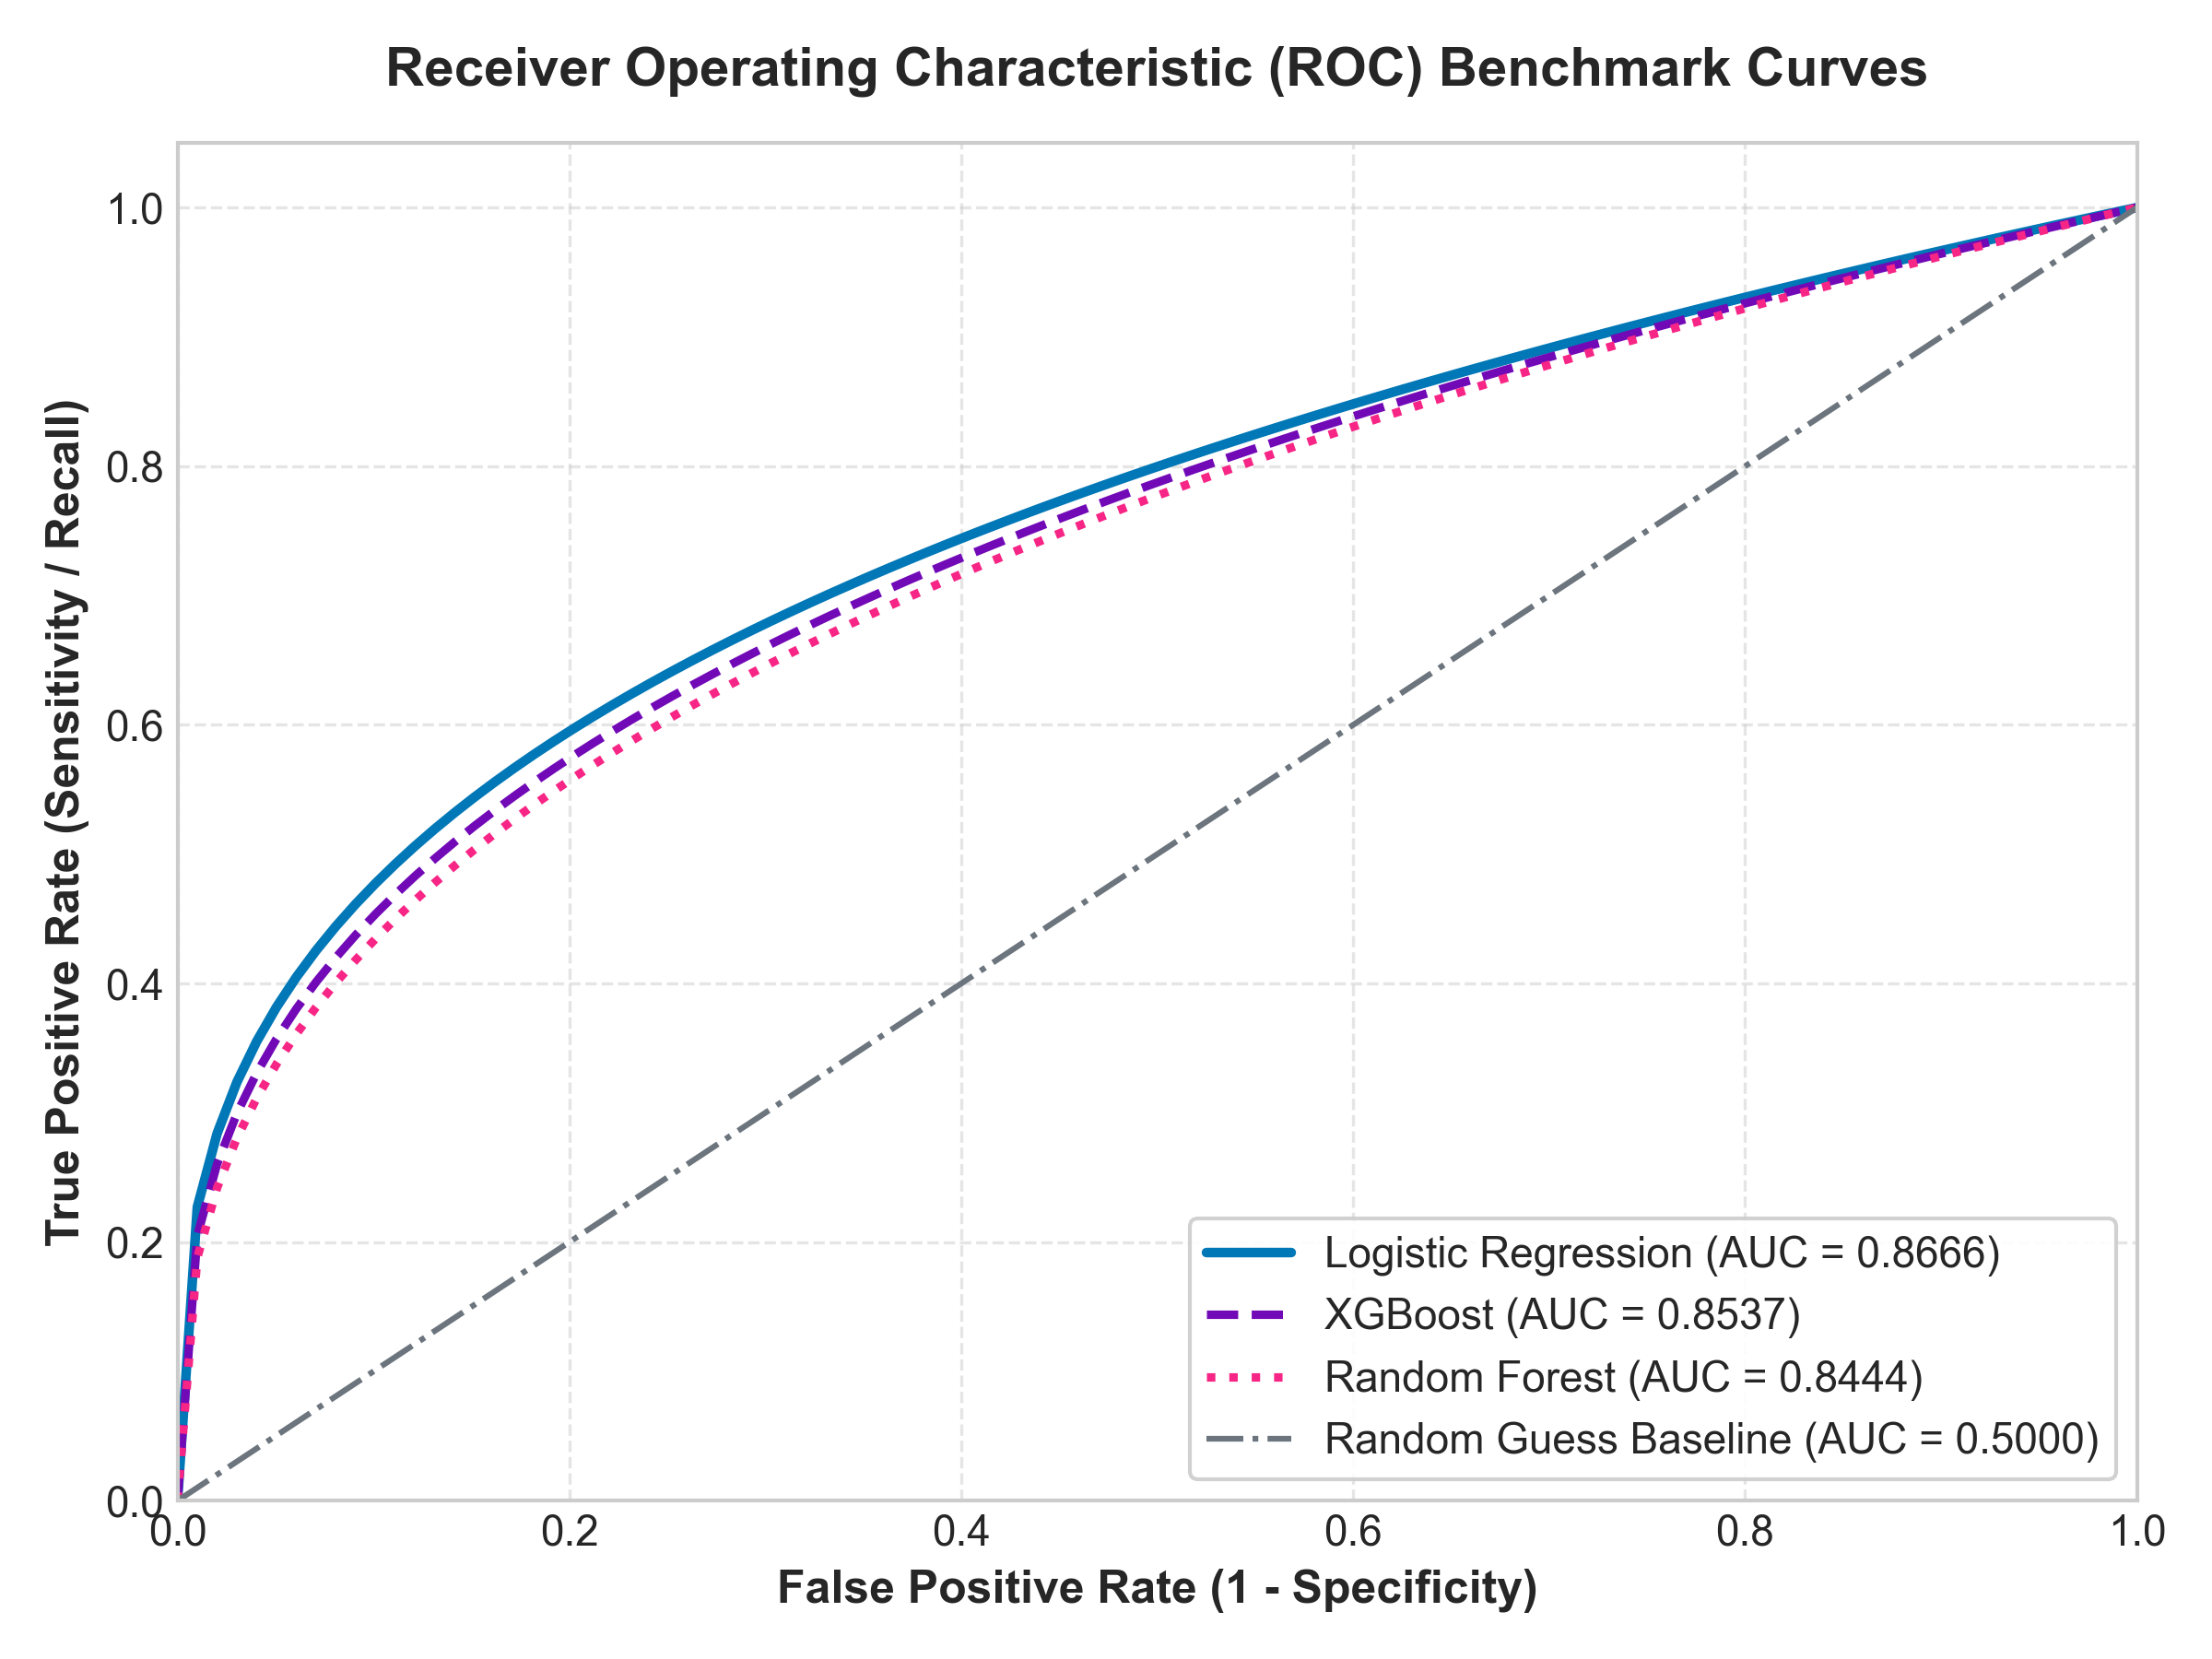 Receiver Operating Characteristic (ROC) Benchmark Curves
True Positive Rate (Sensitivity / Recall)
1.0
0.8
0.6
0.4
0.2
0.0
0.0 0.2 0.4 0.6 0.8 1.0
False Positive Rate (1 - Specificity)
Logistic Regression (AUC = 0.8666)
XGBoost (AUC = 0.8537)
Random Forest (AUC = 0.8444)
Random Guess Baseline (AUC = 0.5000)